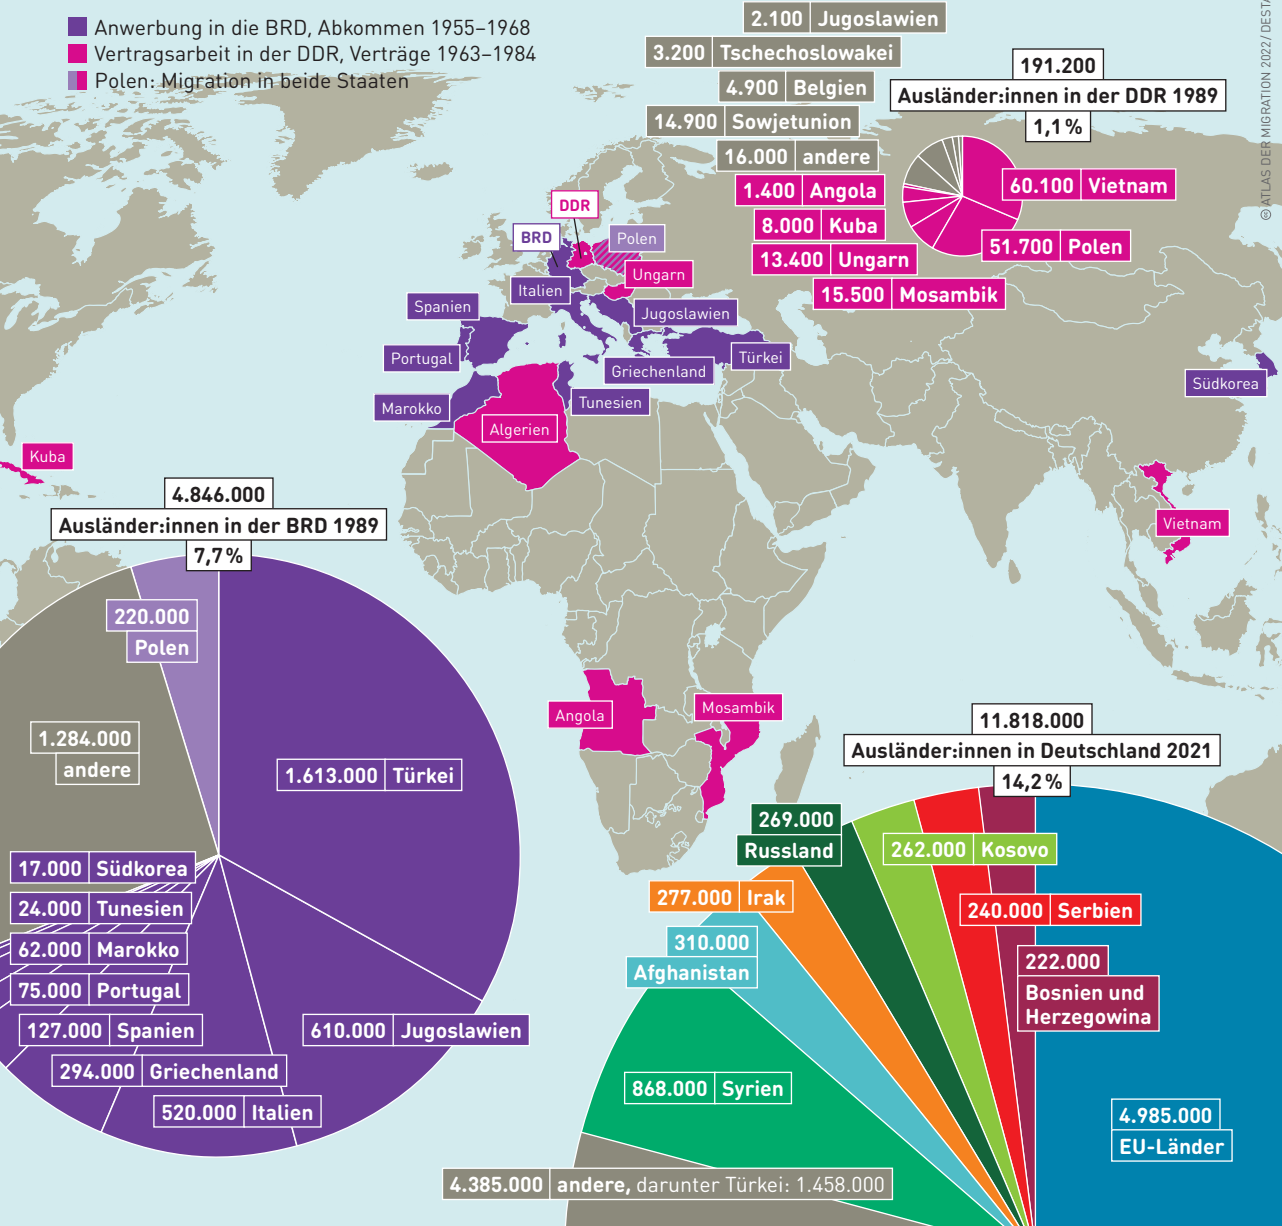 Anwerbung in die BRD, Abkommen 1955–1968
Vertragsarbeit in der DDR, Verträge 1963–1984
Polen: Migration in beide Staaten
2.100 Jugoslawien
3.200 Tschechoslowakei
4.900 Belgien
14.900 Sowjetunion
16.000 andere
1.400 Angola
8.000 Kuba
13.400 Ungarn
15.500 Mosambik
191.200
Ausländer:innen in der DDR 1989
1,1 %
60.100 Vietnam
51.700 Polen
© ATLAS DER MIGRATION 2022/
DDR
BRD
Polen
Ungarn
Italien
Spanien
Jugoslawien
Portugal
Türkei
Griechenland
Marokko
Tunesien
Algerien
Südkorea
Kuba
Vietnam
Angola
Mosambik
4.846.000
Ausländer:innen in der BRD 1989
7,7 %
220.000
Polen
1.284.000
andere
1.613.000 Türkei
17.000 Südkorea
24.000 Tunesien
62.000 Marokko
75.000 Portugal
127.000 Spanien
610.000 Jugoslawien
294.000 Griechenland
520.000 Italien
11.818.000
Ausländer:innen in Deutschland 2021
14,2 %
269.000
Russland
262.000 Kosovo
277.000 Irak
240.000 Serbien
310.000
Afghanistan
222.000
Bosnien und
Herzegowina
868.000 Syrien
4.985.000
EU-Länder
4.385.000 andere, darunter Türkei: 1.458.000